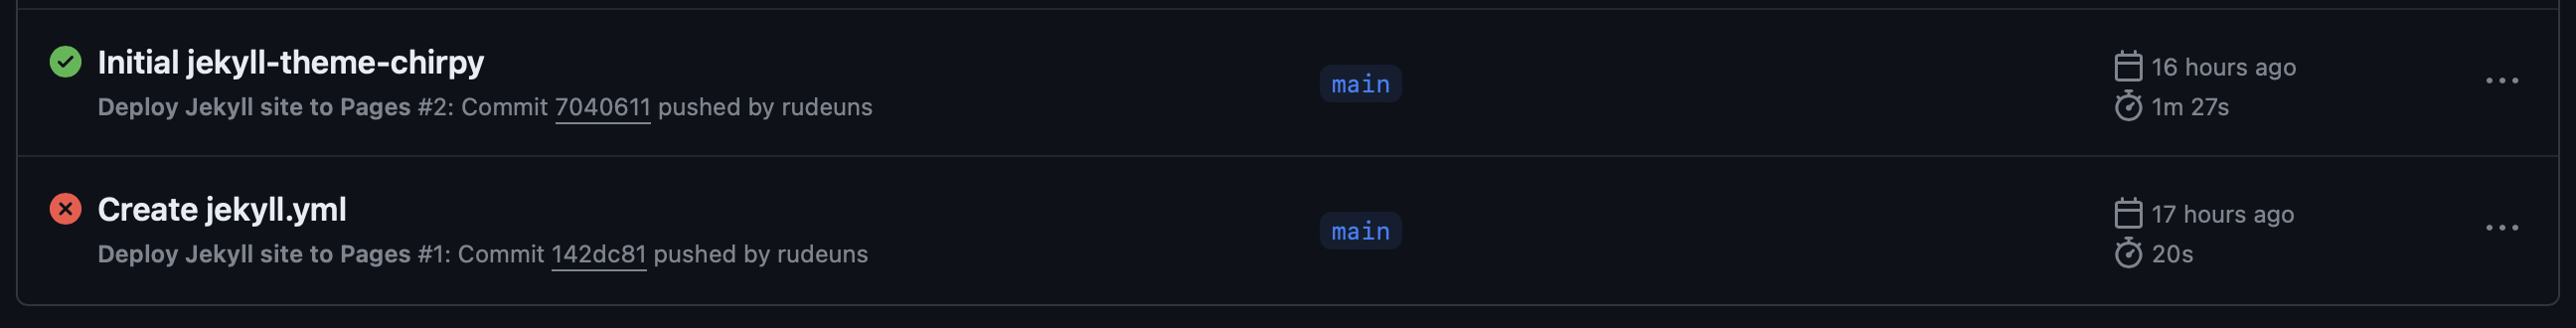 Initial jekyll-theme-chirpy
Deploy Jekyll site to Pages #2: Commit 7040611 pushed by rudeuns
main
16 hours ago
1m 27s
Create jekyll.yml
Deploy Jekyll site to Pages #1: Commit 142dc81 pushed by rudeuns
main
17 hours ago
20s